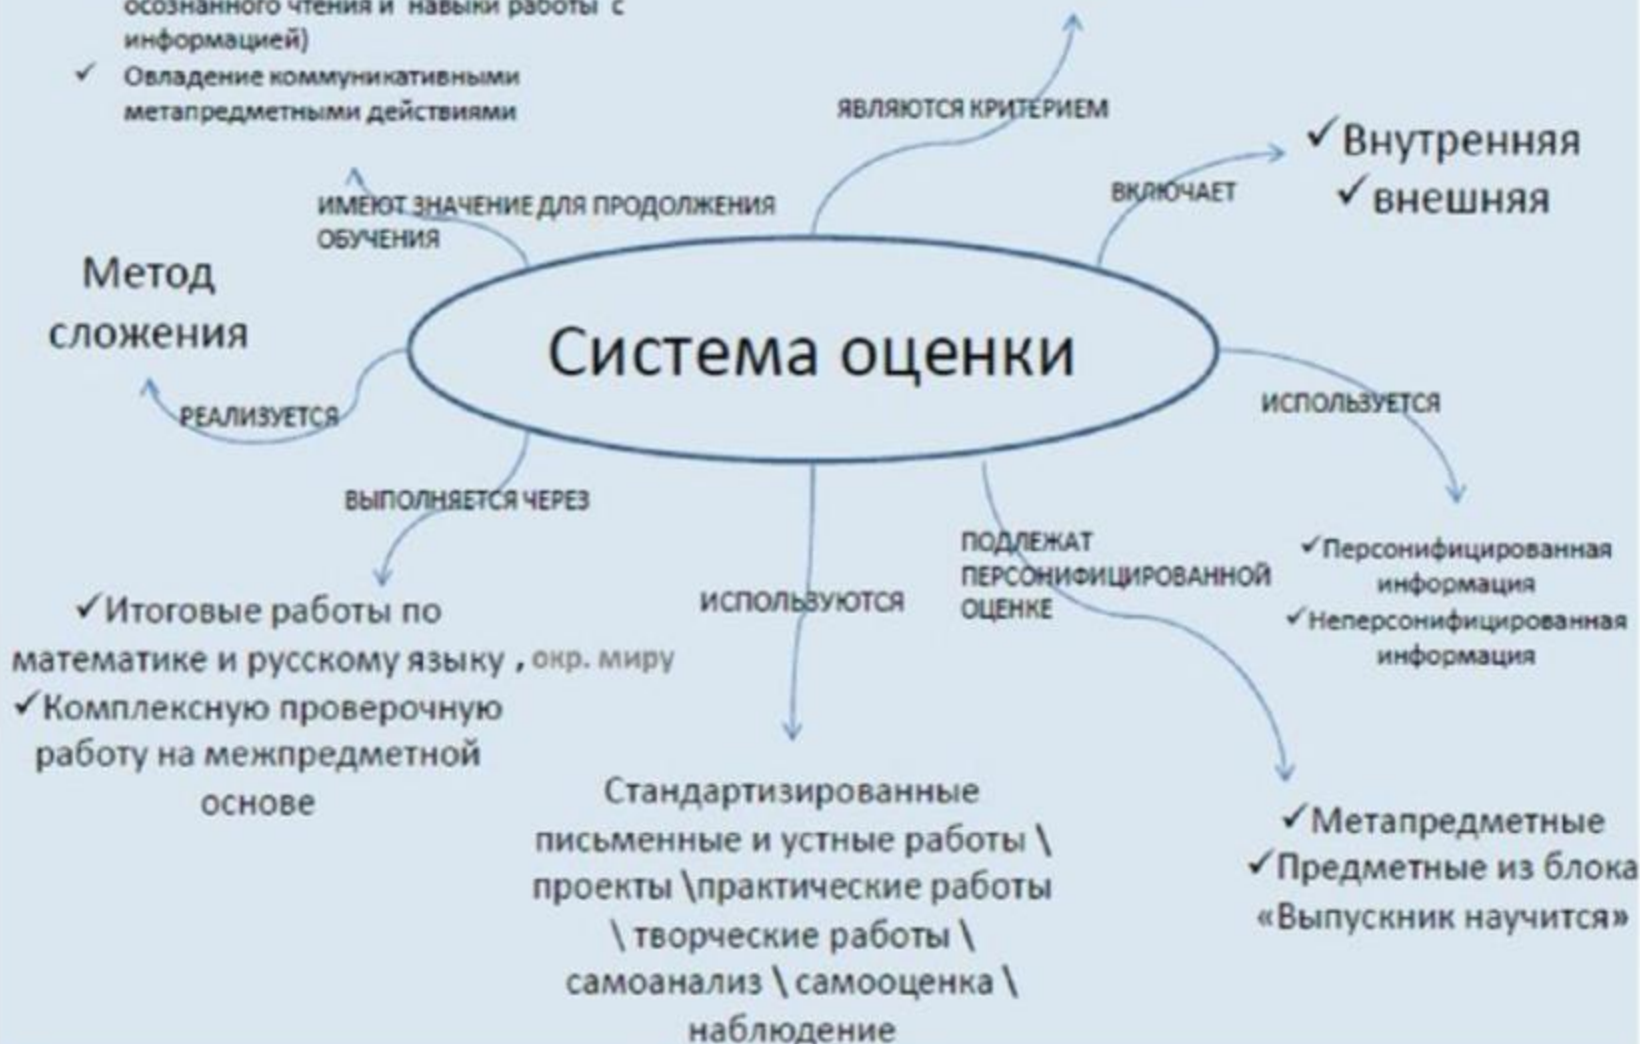 осознанного чтения и навыки работы с
информацией)
✓ Овладение коммуникативными
метапредметными действиями
ЯВЛЯЮТСЯ КРИТЕРИЕМ
ВКЛЮЧАЕТ
✓Внутренняя
✓внешняя
ИМЕЮТ ЗНАЧЕНИЕ ДЛЯ ПРОДОЛЖЕНИЯ
ОБУЧЕНИЯ
Метод
сложения
РЕАЛИЗУЕТСЯ
Система оценки
ИСПОЛЬЗУЕТСЯ
✓Персонифицированная
информация
✓Неперсонифицированная
информация
ВЫПОЛНЯЕТСЯ ЧЕРЕЗ
✓Итоговые работы по
математике и русскому языку , окр. миру
✓Комплексную проверочную
работу на межпредметной
основе
ИСПОЛЬЗУЮТСЯ
Стандартизированные
письменные и устные работы \
проекты \практические работы
\ творческие работы \
самоанализ \ самооценка \
наблюдение
ПОДЛЕЖАТ
ПЕРСОНИФИЦИРОВАННОЙ
ОЦЕНКЕ
✓Метапредметные
✓Предметные из блока
«Выпускник научится»